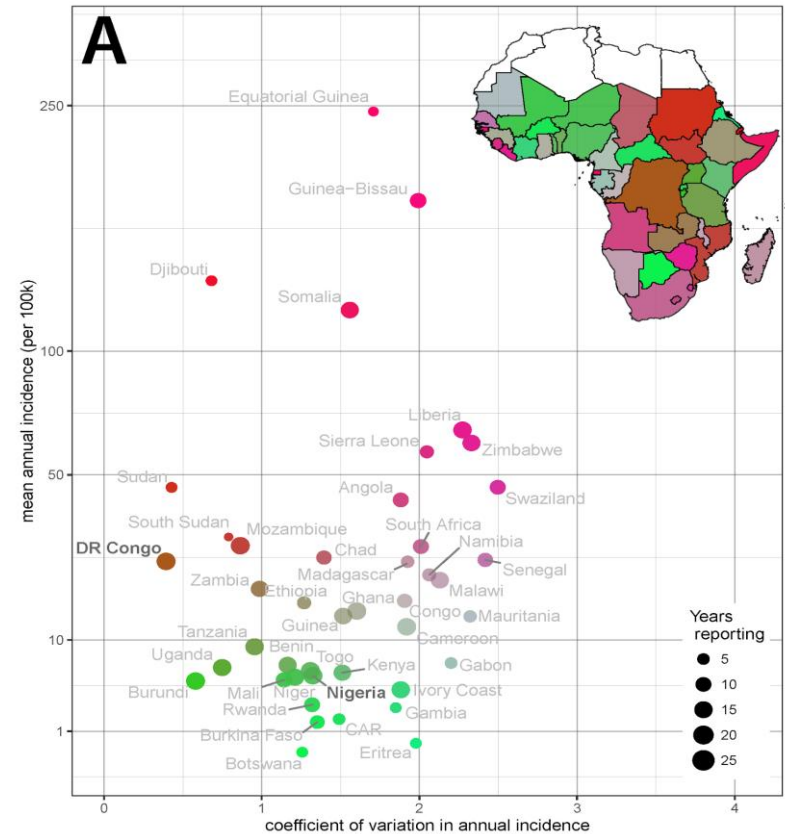 A
Equatorial Guinea
250
Guinea−Bissau
Djibouti
Somalia
mean annual incidence (per 100k)
100
Liberia
Sierra Leone
Zimbabwe
50
Sudan
Angola
Swaziland
South Sudan
Mozambique
South Africa
Namibia
DR Congo
Chad
Madagascar
Senegal
Zambia
Ethiopia
Malawi
Ghana
Congo
Mauritania
Guinea
Cameroon
10
Tanzania
Benin
Togo
Uganda
Kenya
Gabon
Burundi
Mali
Niger
Nigeria
Ivory Coast
Rwanda
Gambia
1
Burkina Faso
CAR
Eritrea
Botswana
Years
reporting
5
10
15
20
25
0
1
2
3
4
coefficient of variation in annual incidence